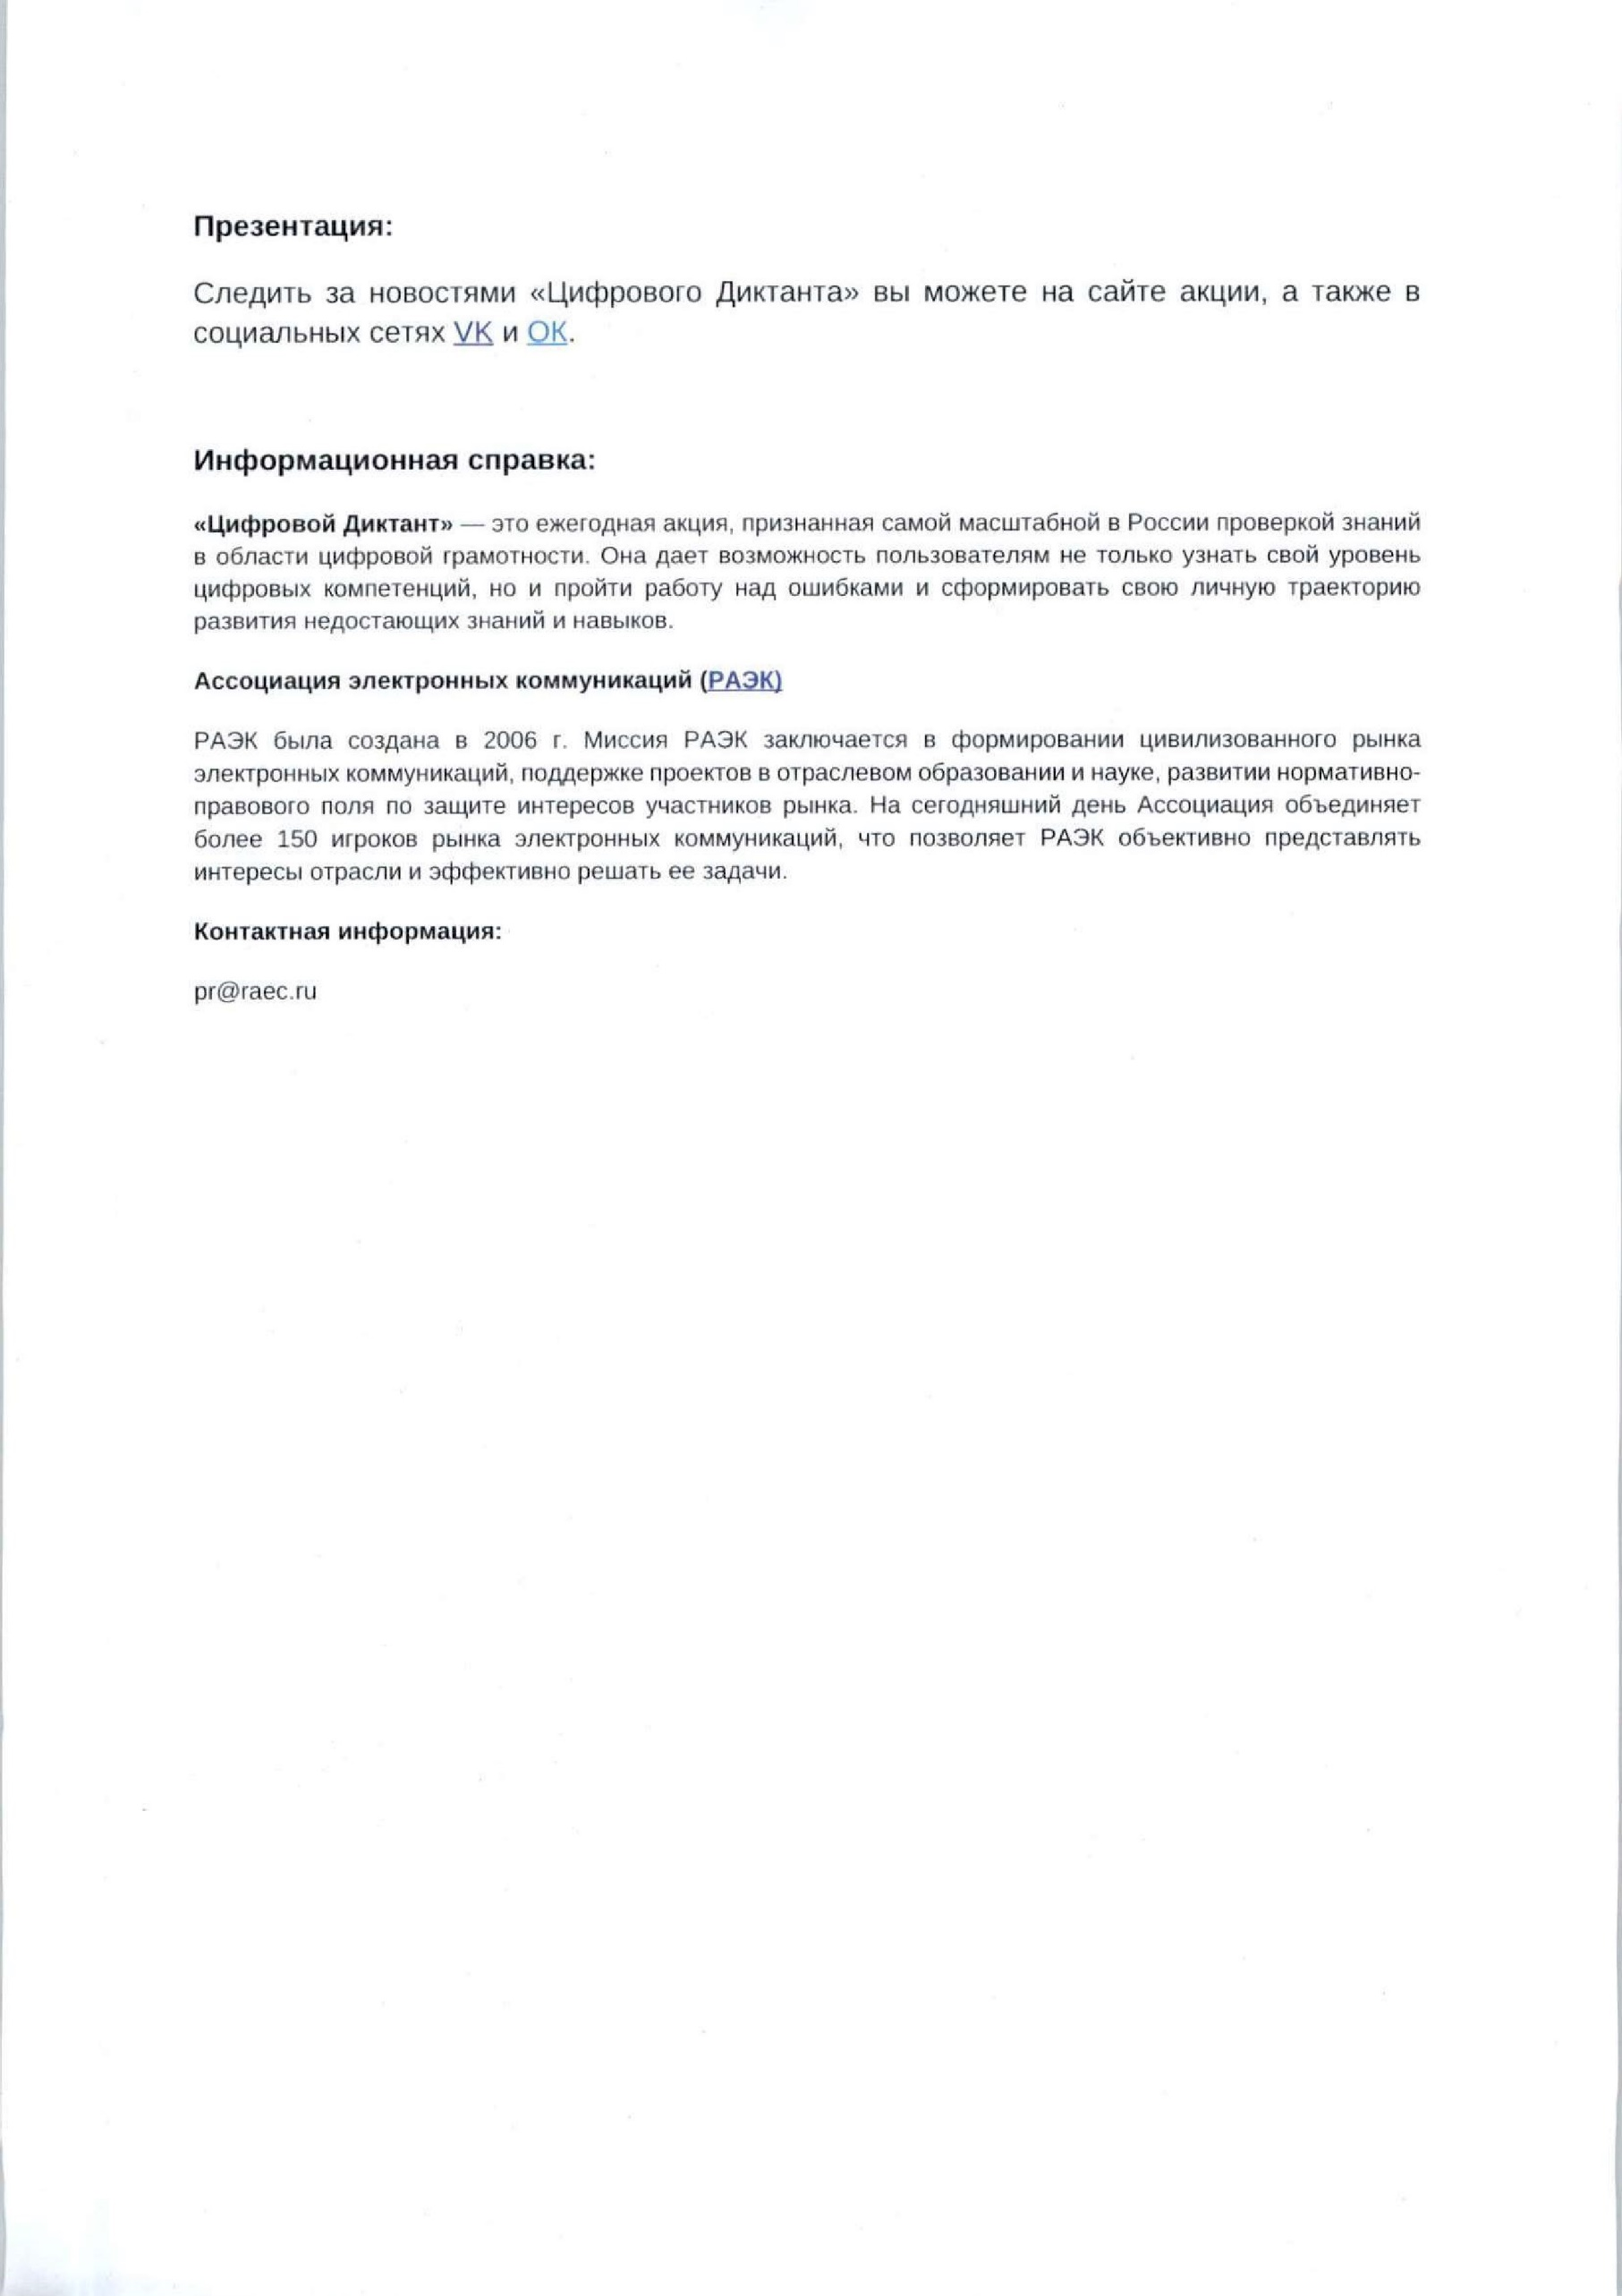 Презентация:
Следить за новостями «Цифрового Диктанта» вы можете на сайте акции, а также в
социальных сетях VK и OK.
Информационная справка:
«Цифровой Диктант» — это ежегодная акция, признанная самой масштабной в России проверкой знаний
в области цифровой грамотности. Она дает возможность пользователям не только узнать свой уровень
цифровых компетенций, но и пройти работу над ошибками и сформировать свою личную траекторию
развития недостающих знаний и навыков.
Ассоциация электронных коммуникаций (РАЭК)
РАЭК была создана в 2006 г. Миссия РАЭК заключается в формировании цивилизованного рынка
электронных коммуникаций, поддержке проектов в отраслевом образовании и науке, развитии нормативно-
правового поля по защите интересов участников рынка. На сегодняшний день Ассоциация объединяет
более 150 игроков рынка электронных коммуникаций, что позволяет РАЭК объективно представлять
интересы отрасли и эффективно решать ее задачи.
Контактная информация:
pr@raec.ru